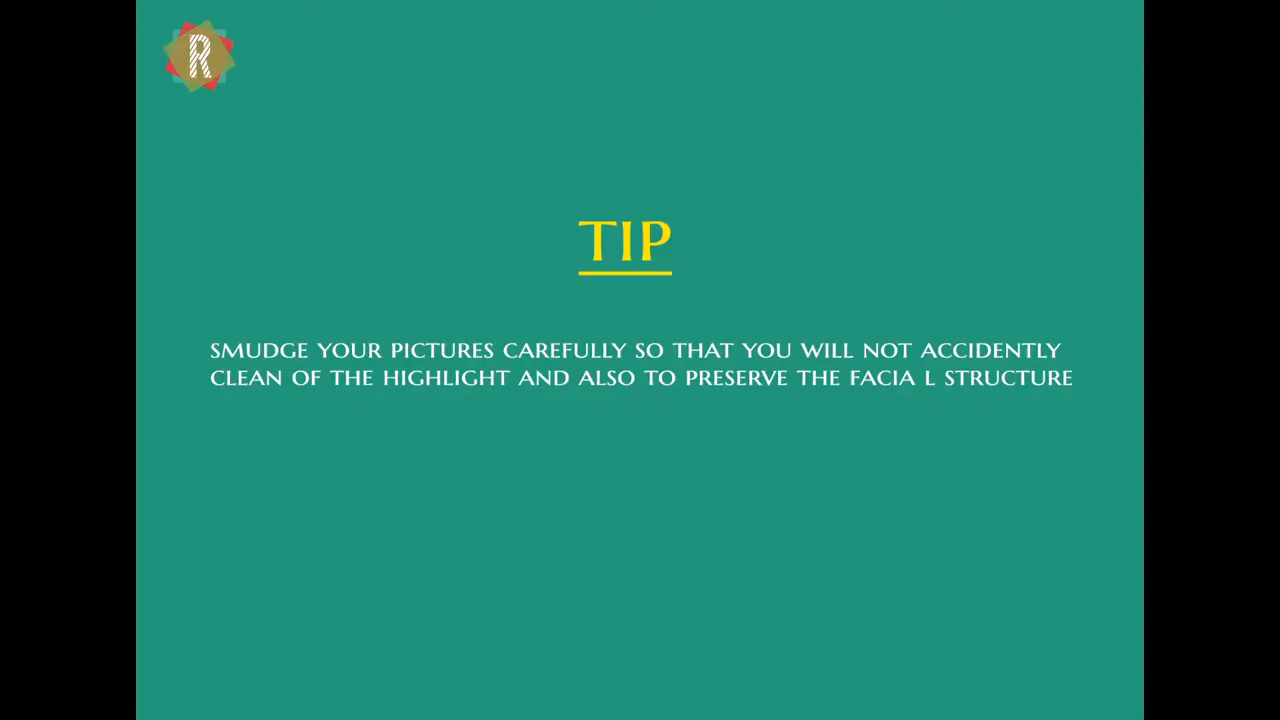 R
TIP
SMUDGE YOUR PICTURES CAREFULLY SO THAT YOU WILL NOT ACCIDENTLY
CLEAN OF THE HIGHLIGHT AND ALSO TO PRESERVE THE FACIA L STRUCTURE